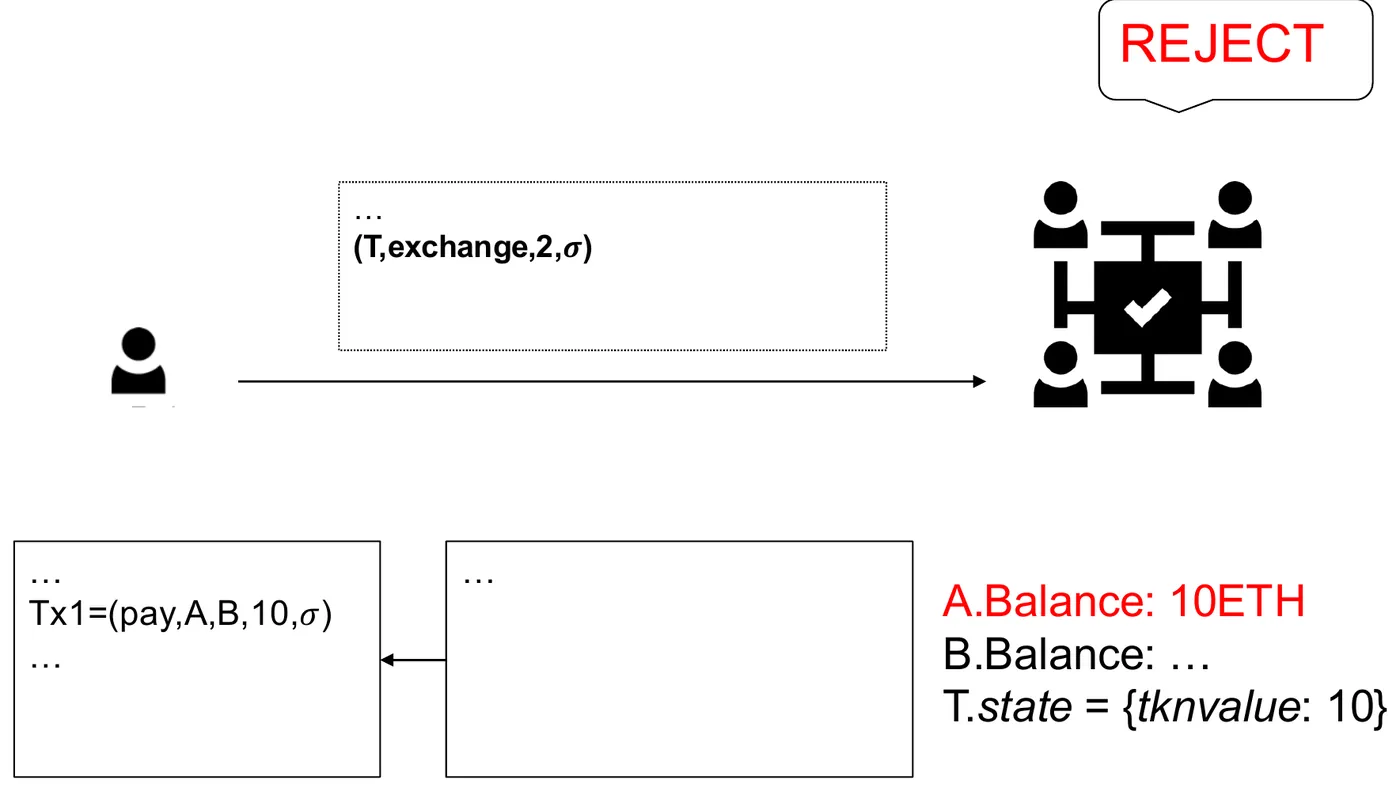 REJECT
…
(T,exchange,2,𝝈)
…
Tx1=(pay,A,B,10,𝜎)
…
…
A.Balance: 10ETH
B.Balance: …
T.state = {tknvalue: 10}